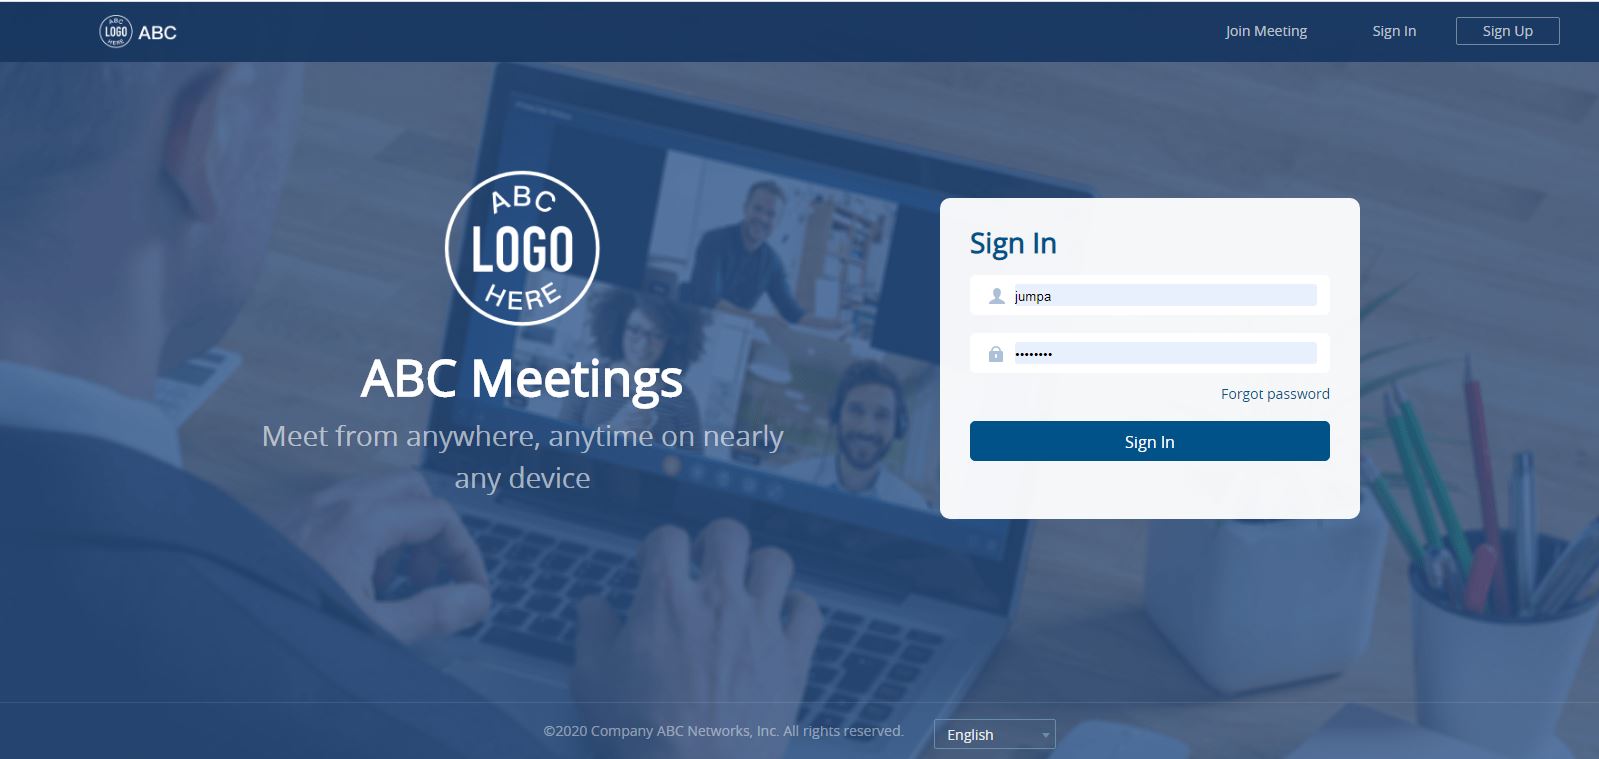 ABC
LOGO
HERE
ABC
Join Meeting
Sign In
Sign Up
ABC
LOGO
HERE
ABC Meetings
Meet from anywhere, anytime on nearly
any device
Sign In
jumpa
••••••••
Forgot password
Sign In
©2020 Company ABC Networks, Inc. All rights reserved.
English